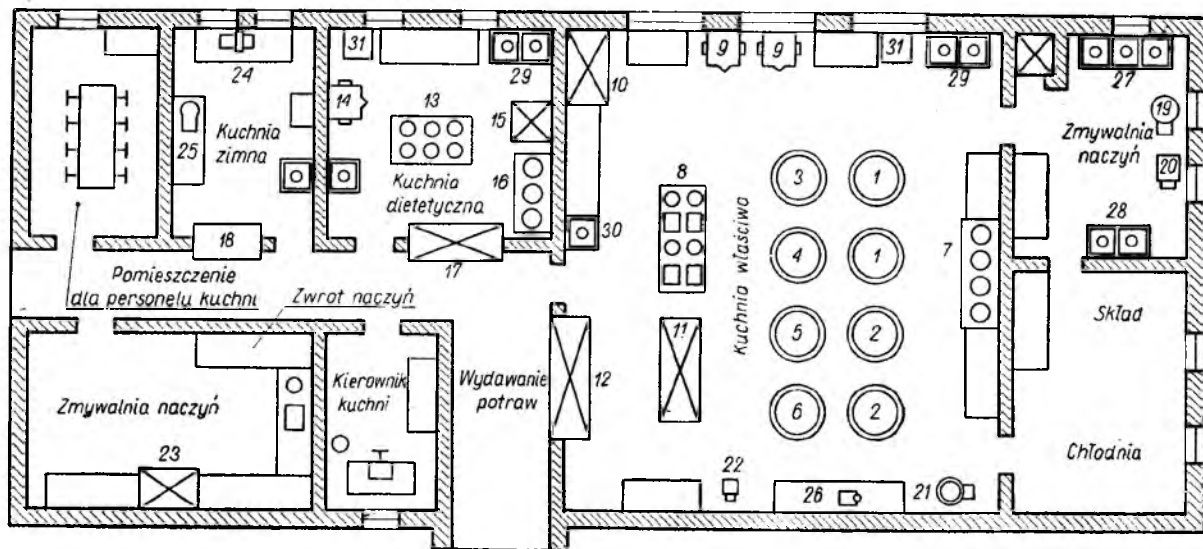 31
29
9
9
31
29
27
24
10
14
13
15
19
Kuchnia
zimna
25
16
Kuchnia
dietetyczna
8
3
1
Zmywalnia
naczyń
20
18
17
30
Kuchnia właściwa
4
1
7
28
Pomieszczenie
dla personelu kuchni
Zwrot naczyń
11
5
2
Skład
Zmywalnia naczyń
Kierownik
kuchni
Wydawanie
potraw
12
6
2
Chłodnia
23
22
26
21